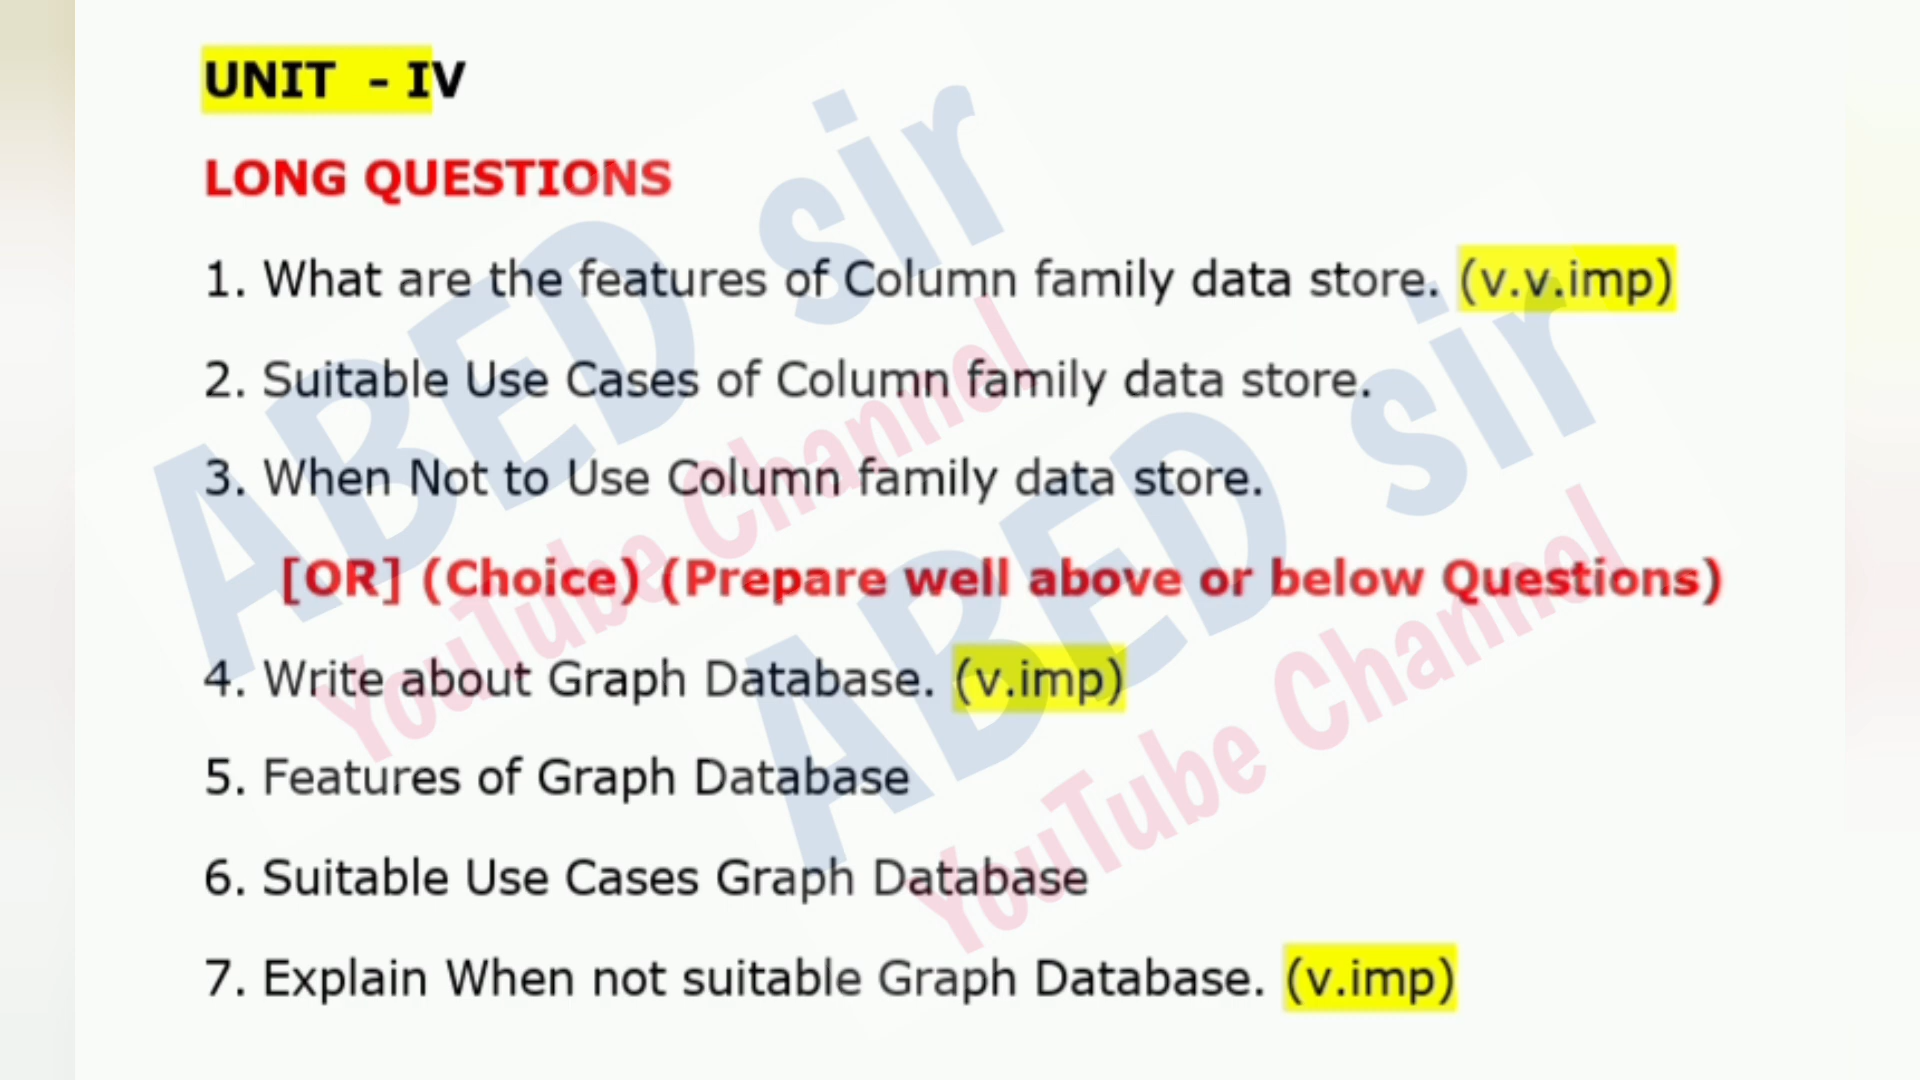 UNIT - IV
LONG QUESTIONS
1. What are the features of Column family data store. (v.v.imp)
2. Suitable Use Cases of Column family data store.
3. When Not to Use Column family data store.
[OR] (Choice) (Prepare well above or below Questions)
4. Write about Graph Database. (v.imp)
5. Features of Graph Database
6. Suitable Use Cases Graph Database
7. Explain When not suitable Graph Database. (v.imp)
ABED sir
YouTube Channel
ABED sir
YouTube Channel